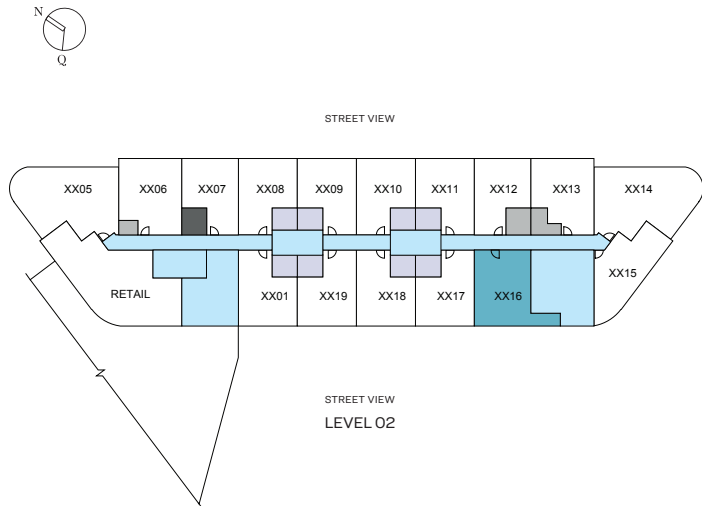 N
Q
STREET VIEW
XX05 XX06 XX07 XX08 XX09 XX10 XX11 XX12 XX13 XX14
XX15
RETAIL XX01 XX19 XX18 XX17 XX16
STREET VIEW
LEVEL 02